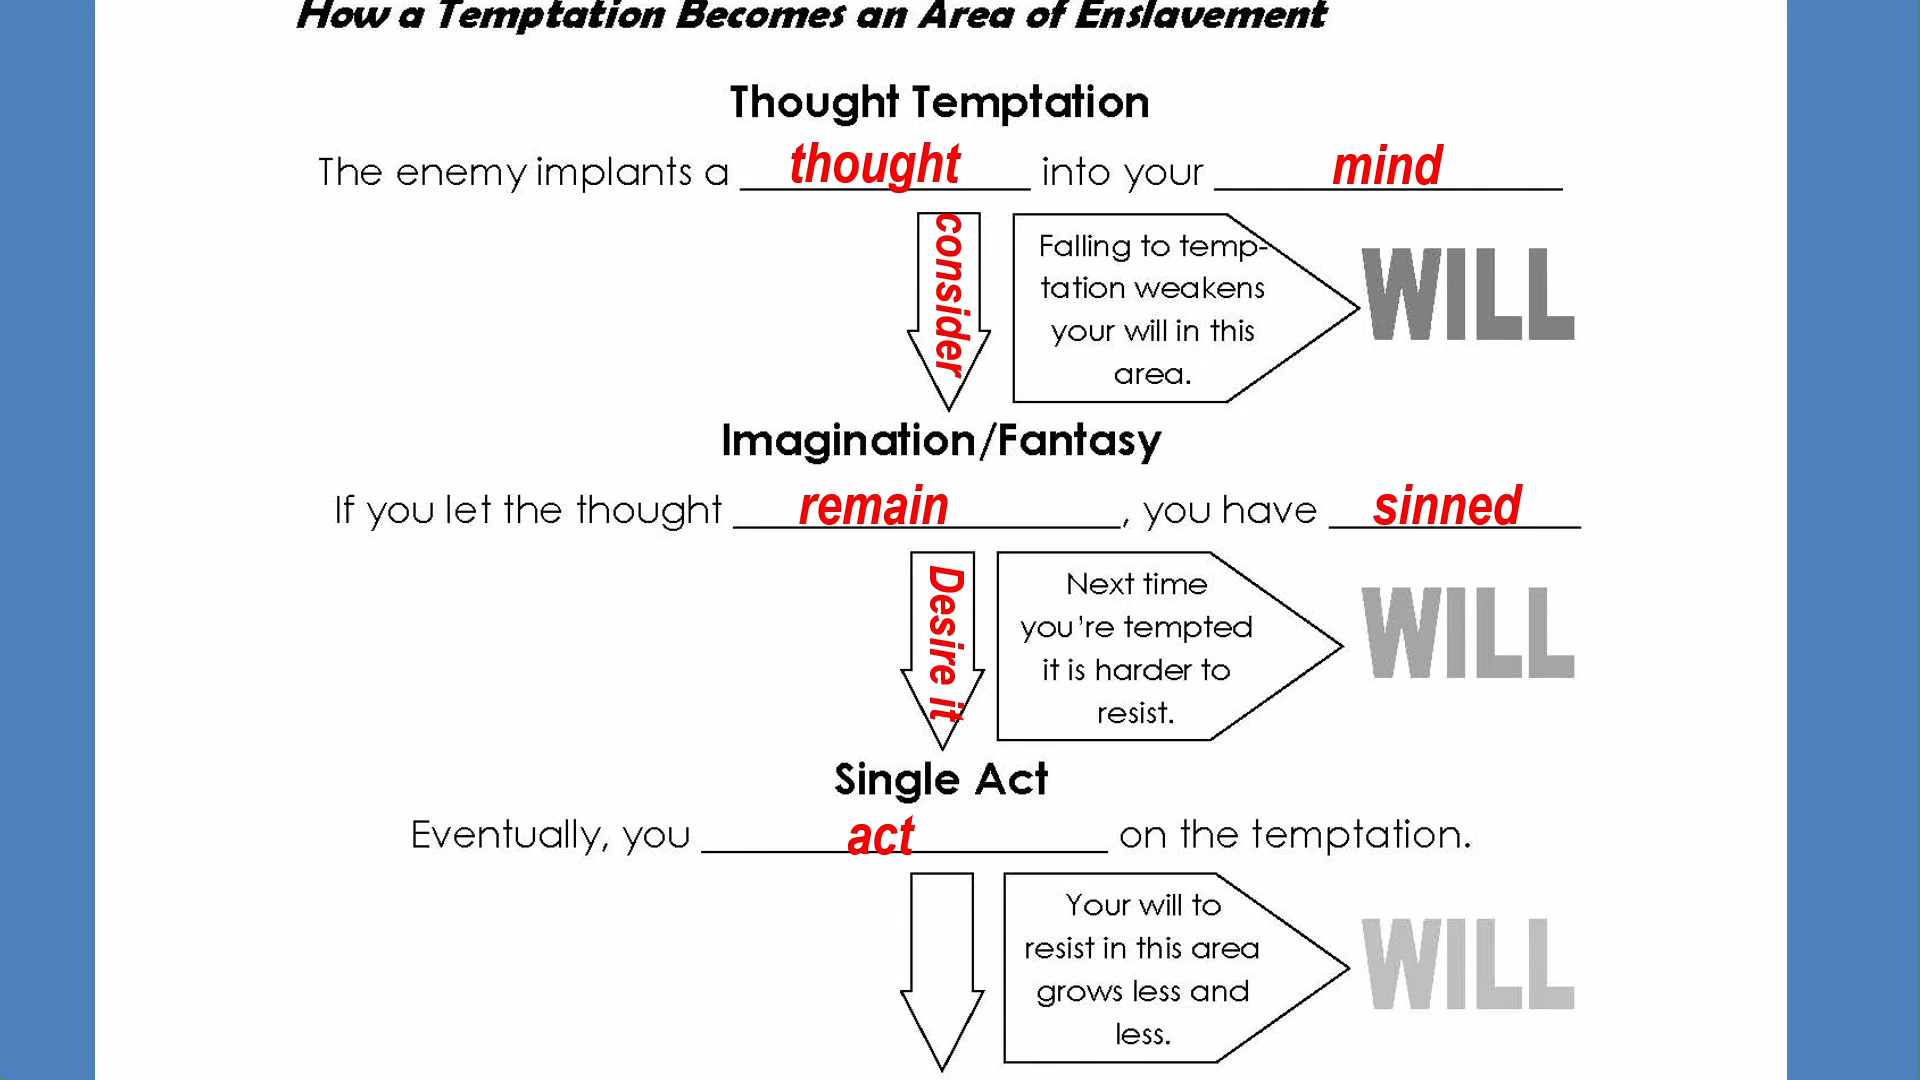 How a Temptation Becomes an Area of Enslavement
Thought Temptation
The enemy implants a thought into your mind
consider
Falling to temp-
tation weakens
your will in this
area.
WILL
Imagination/Fantasy
If you let the thought remain, you have sinned
Desire it
Next time
you're tempted
it is harder to
resist.
WILL
Single Act
Eventually, you act on the temptation.
Your will to
resist in this area
grows less and
less.
WILL